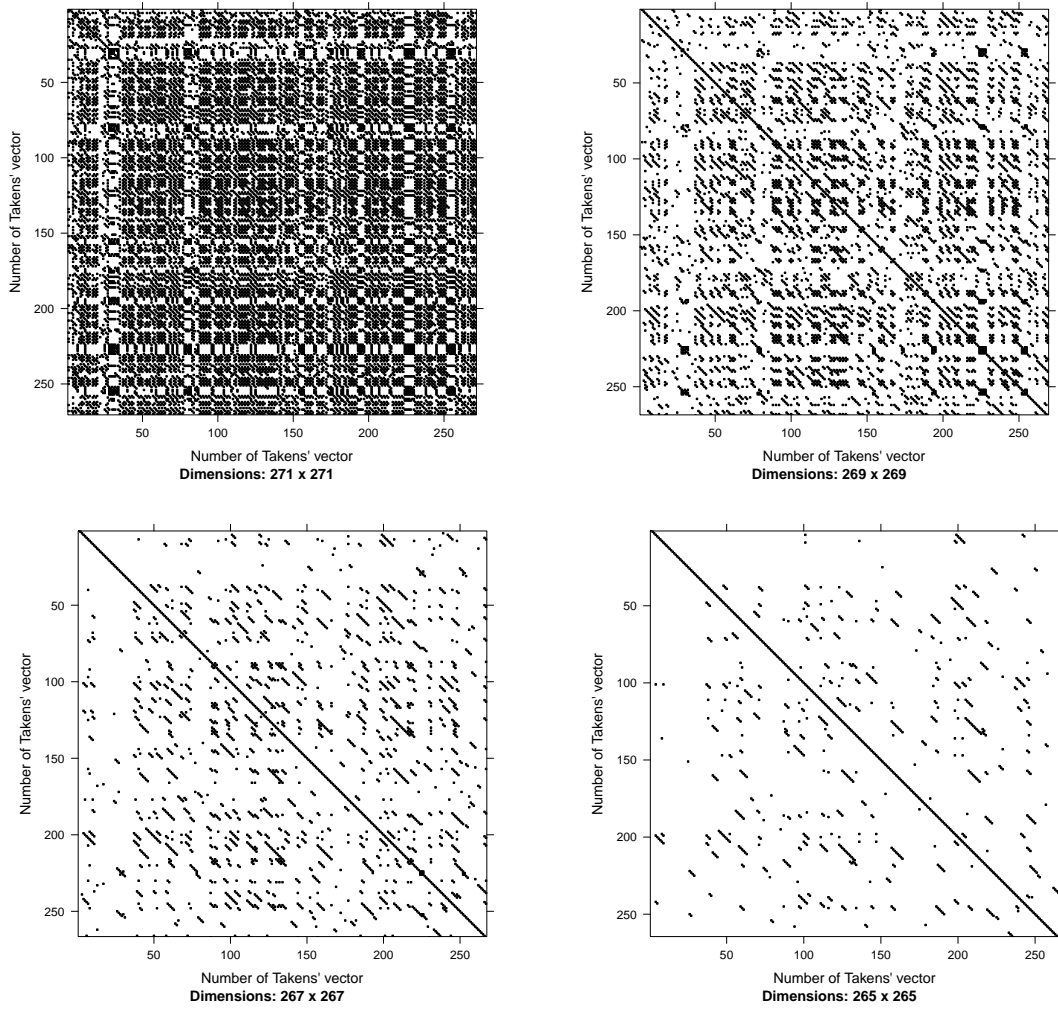 50
100
150
200
250
Number of Takens' vector
50 100 150 200 250
Number of Takens' vector
Dimensions: 271 x 271
50
100
150
200
250
Number of Takens' vector
50 100 150 200 250
Number of Takens' vector
Dimensions: 269 x 269
50
100
150
200
250
Number of Takens' vector
50 100 150 200 250
Number of Takens' vector
Dimensions: 267 x 267
50
100
150
200
250
Number of Takens' vector
50 100 150 200 250
Number of Takens' vector
Dimensions: 265 x 265